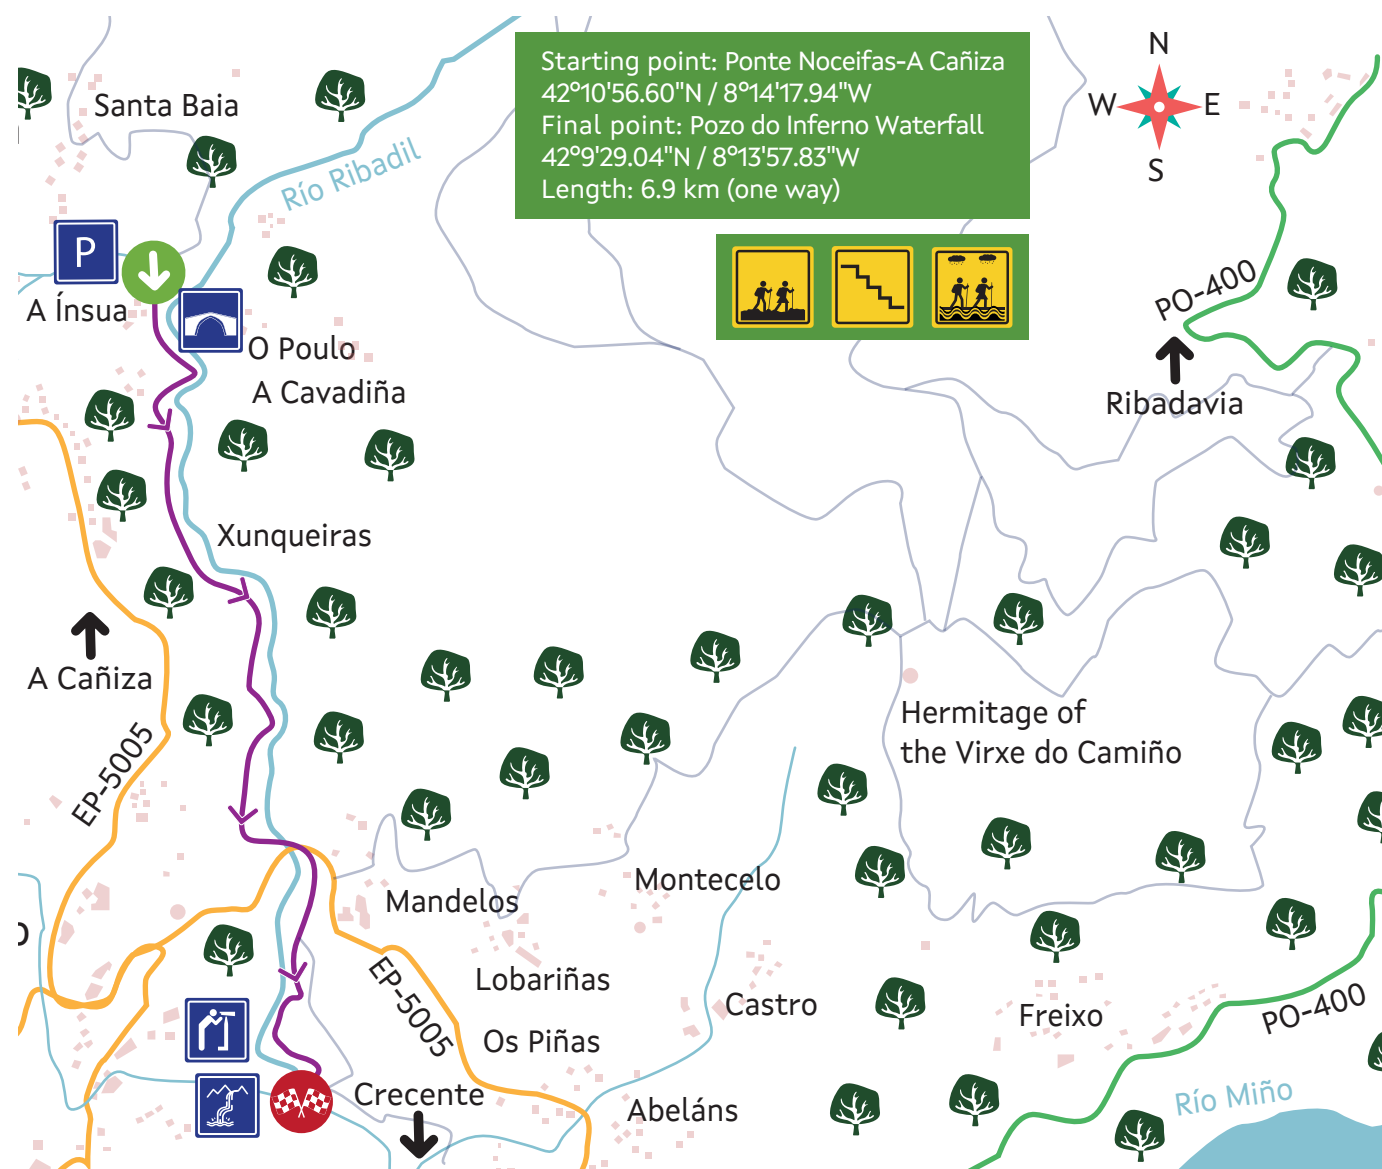 Starting point: Ponte Noceifas-A Cañiza
42°10'56.60"N / 8°14'17.94"W
Final point: Pozo do Inferno Waterfall
42°9'29.04"N / 8°13'57.83"W
Length: 6.9 km (one way)
N
W
E
S
Santa Baia
Río Ribadil
P
A Ínsua
O Poulo
A Cavadiña
PO-400
Ribadavia
Xunqueiras
A Cañiza
EP-5005
Hermitage of
the Virxe do Camiño
Mandelos
Montecelo
Lobariñas
EP-5005
Castro
Freixo
PO-400
Os Piñas
Crecente
Abeláns
Río Miño